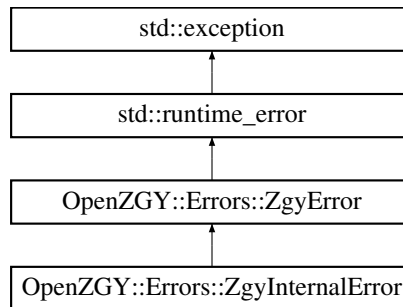 std::exception
std::runtime_error
OpenZGY::Errors::ZgyError
OpenZGY::Errors::ZgyInternalError